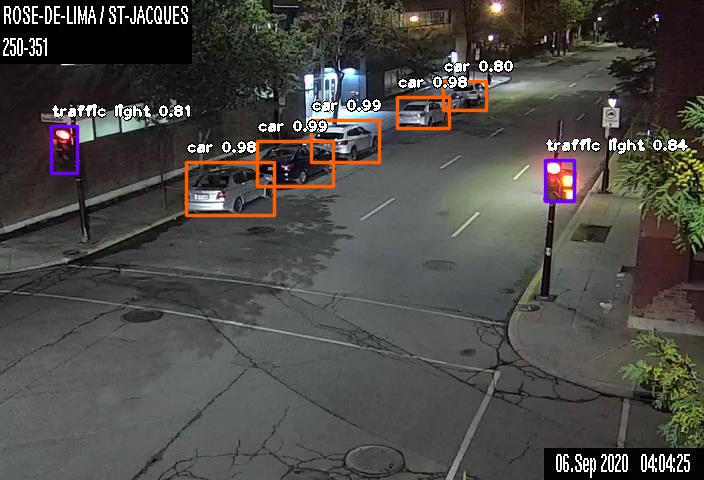 ROSE-DE-LIMA / ST-JACQUES
250-351
car 0.80
car 0.98
traffic light 0.81
car 0.99
car 0.99
car 0.98
traffic light 0.84
06.Sep 2020 04:04:25